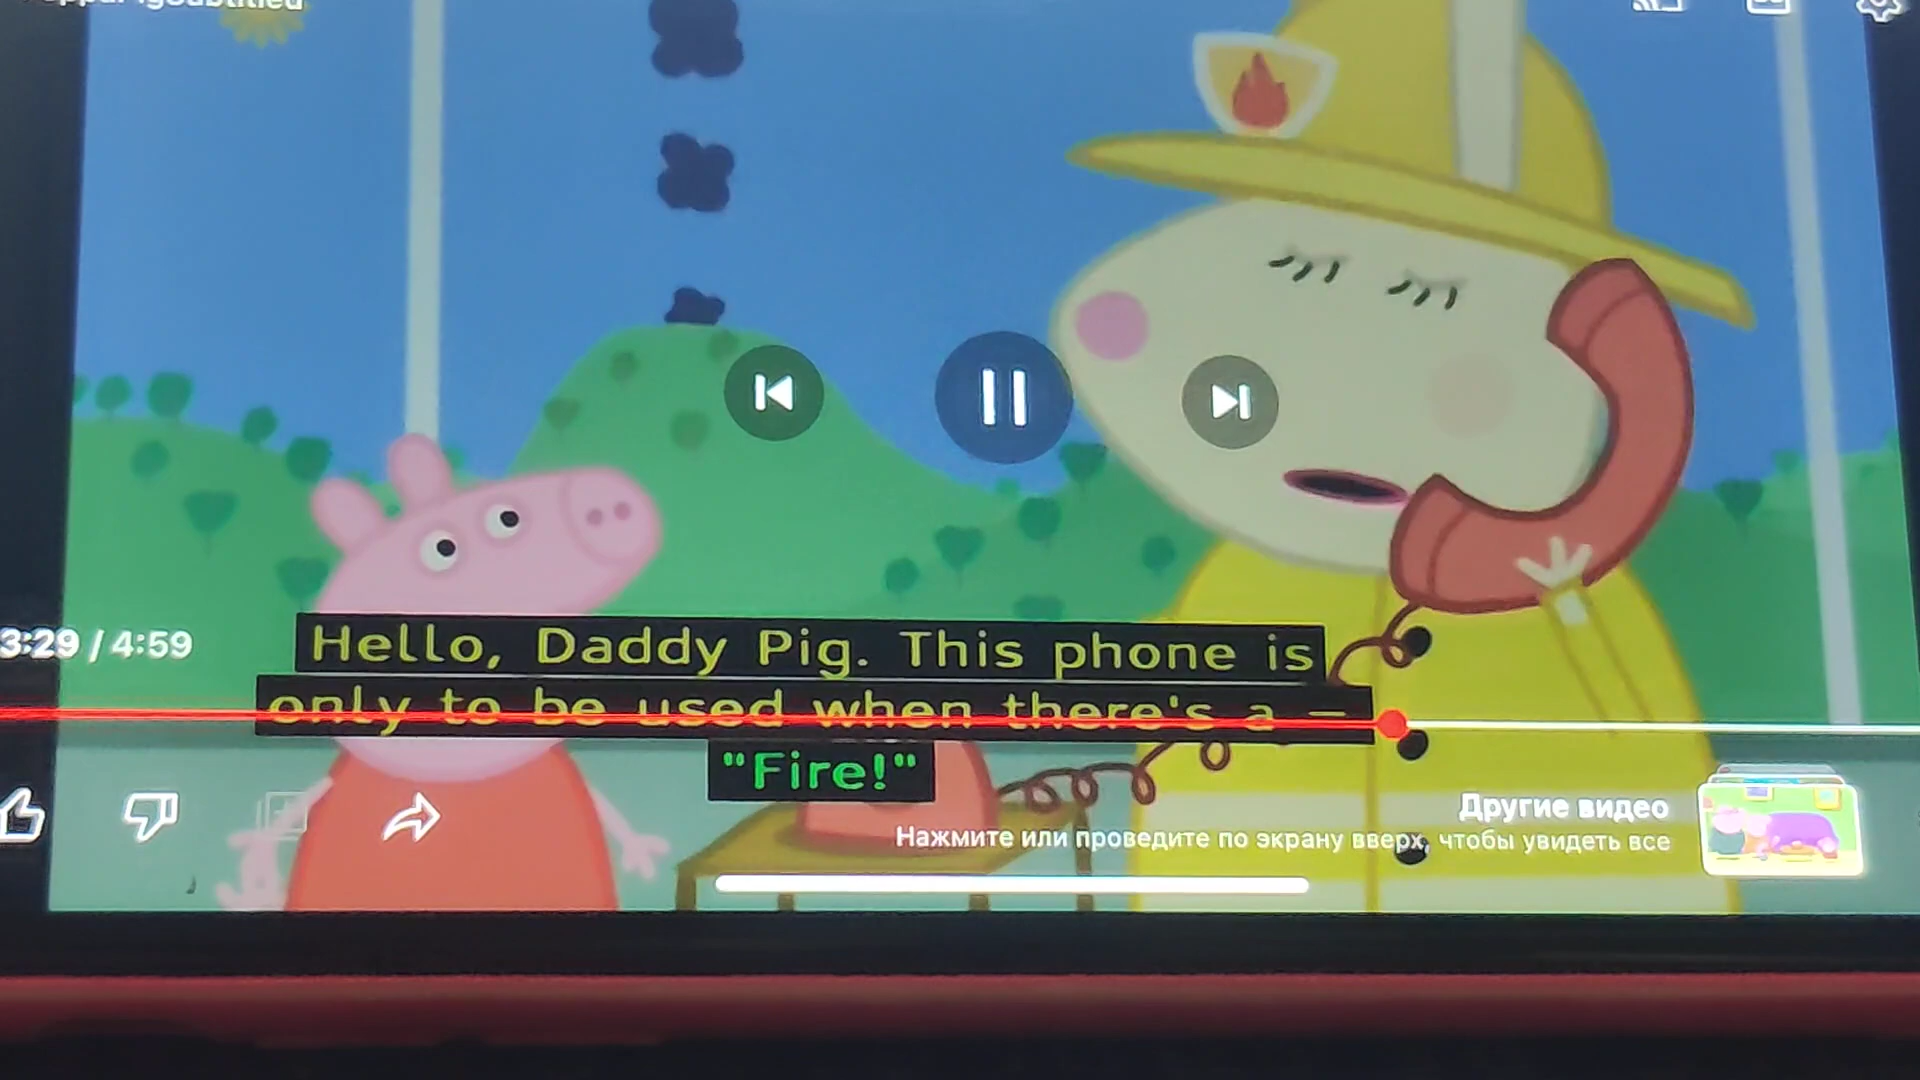 3:29 / 4:59
Hello, Daddy Pig. This phone is
only to be used when there's a –
"Fire!"
Другие видео
Нажмите или проведите по экрану вверх, чтобы увидеть все